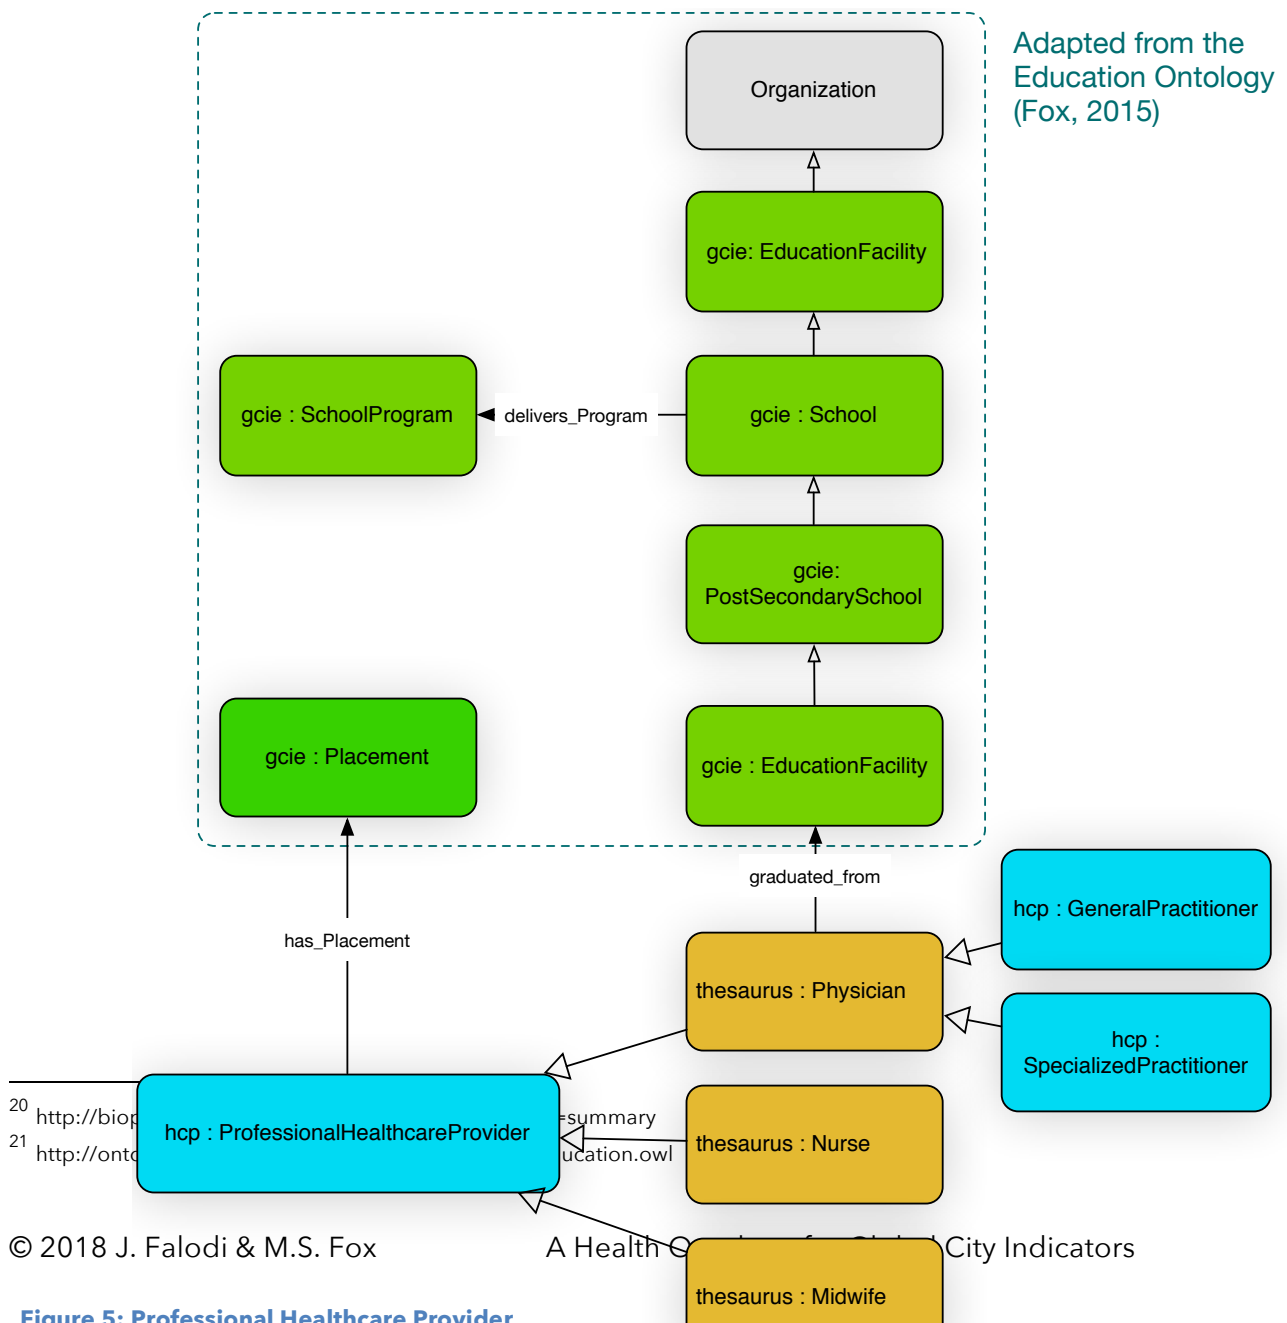 Adapted from the
Education Ontology
(Fox, 2015)
Organization
gcie: EducationFacility
gcie : SchoolProgram
delivers_Program
gcie : School
gcie:
PostSecondarySchool
gcie : Placement
gcie : EducationFacility
graduated_from
hcp : GeneralPractitioner
has_Placement
thesaurus : Physician
hcp :
SpecializedPractitioner
20 http://biop =summary
hcp : ProfessionalHealthcareProvider
thesaurus : Nurse
21 http://onto ucation.owl
© 2018 J. Falodi & M.S. Fox
A Health City Indicators
thesaurus : Midwife
Figure 5: Professional Healthcare Provider